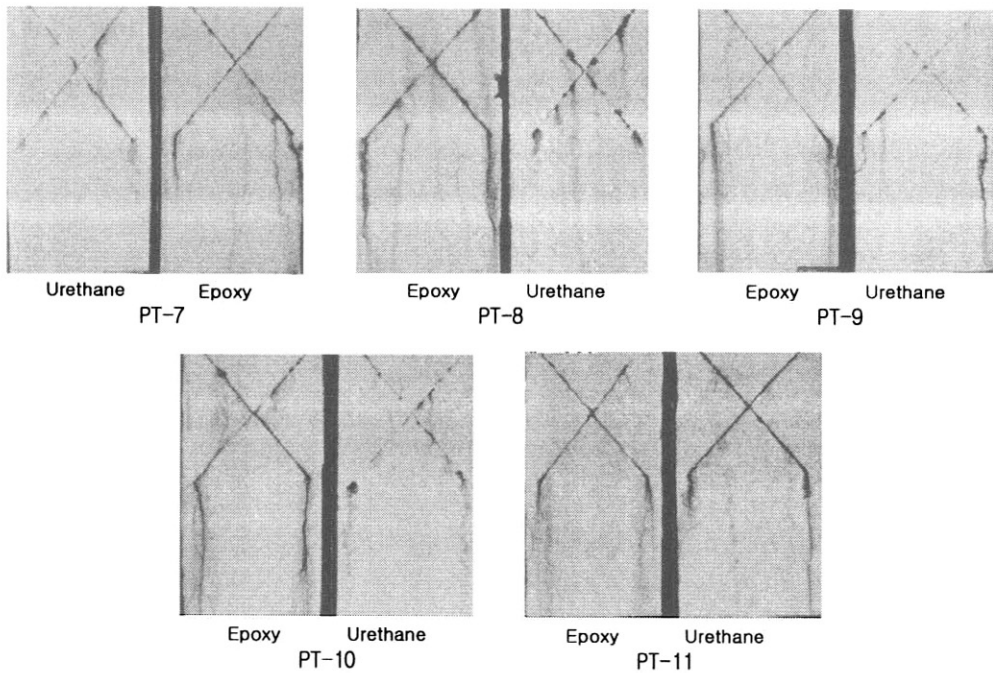 Urethane Epoxy
PT-7
Epoxy Urethane
PT-8
Epoxy Urethane
PT-9
Epoxy Urethane
PT-10
Epoxy Urethane
PT-11